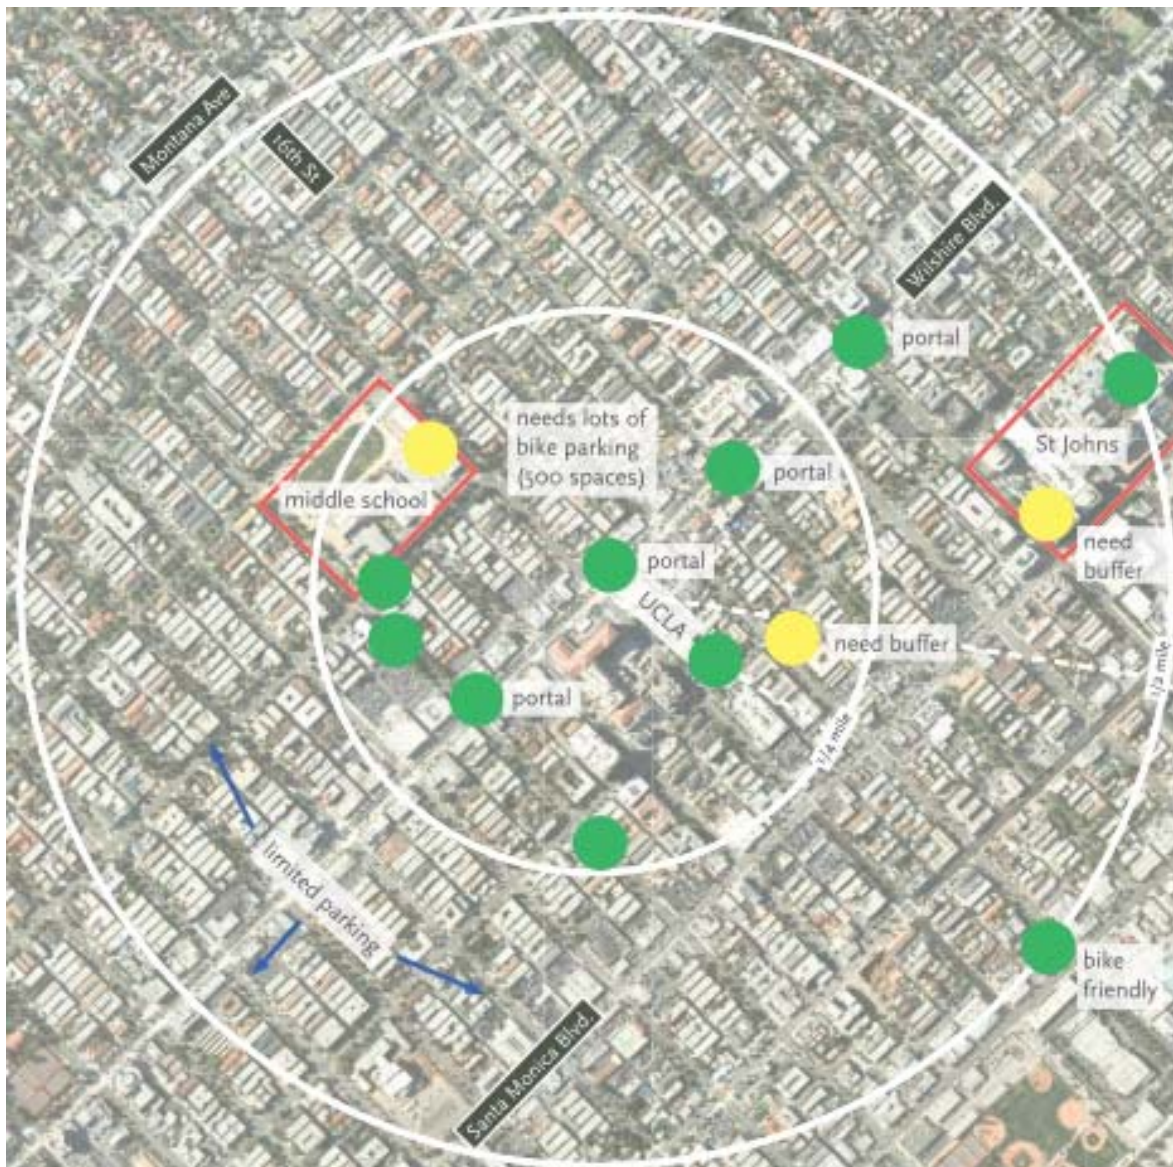 Montana Ave
16th St
Wilshire Blvd.
portal
needs lots of
bike parking
(500 spaces)
St Johns
portal
middle school
need
buffer
portal
UCLA
need buffer
1/2 mile
portal
1/4 mile
limited parking
bike
friendly
Santa Monica Blvd.